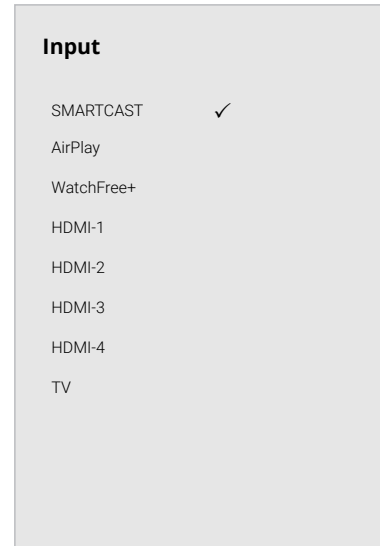 Input
SMARTCAST ✓
AirPlay
WatchFree+
HDMI-1
HDMI-2
HDMI-3
HDMI-4
TV